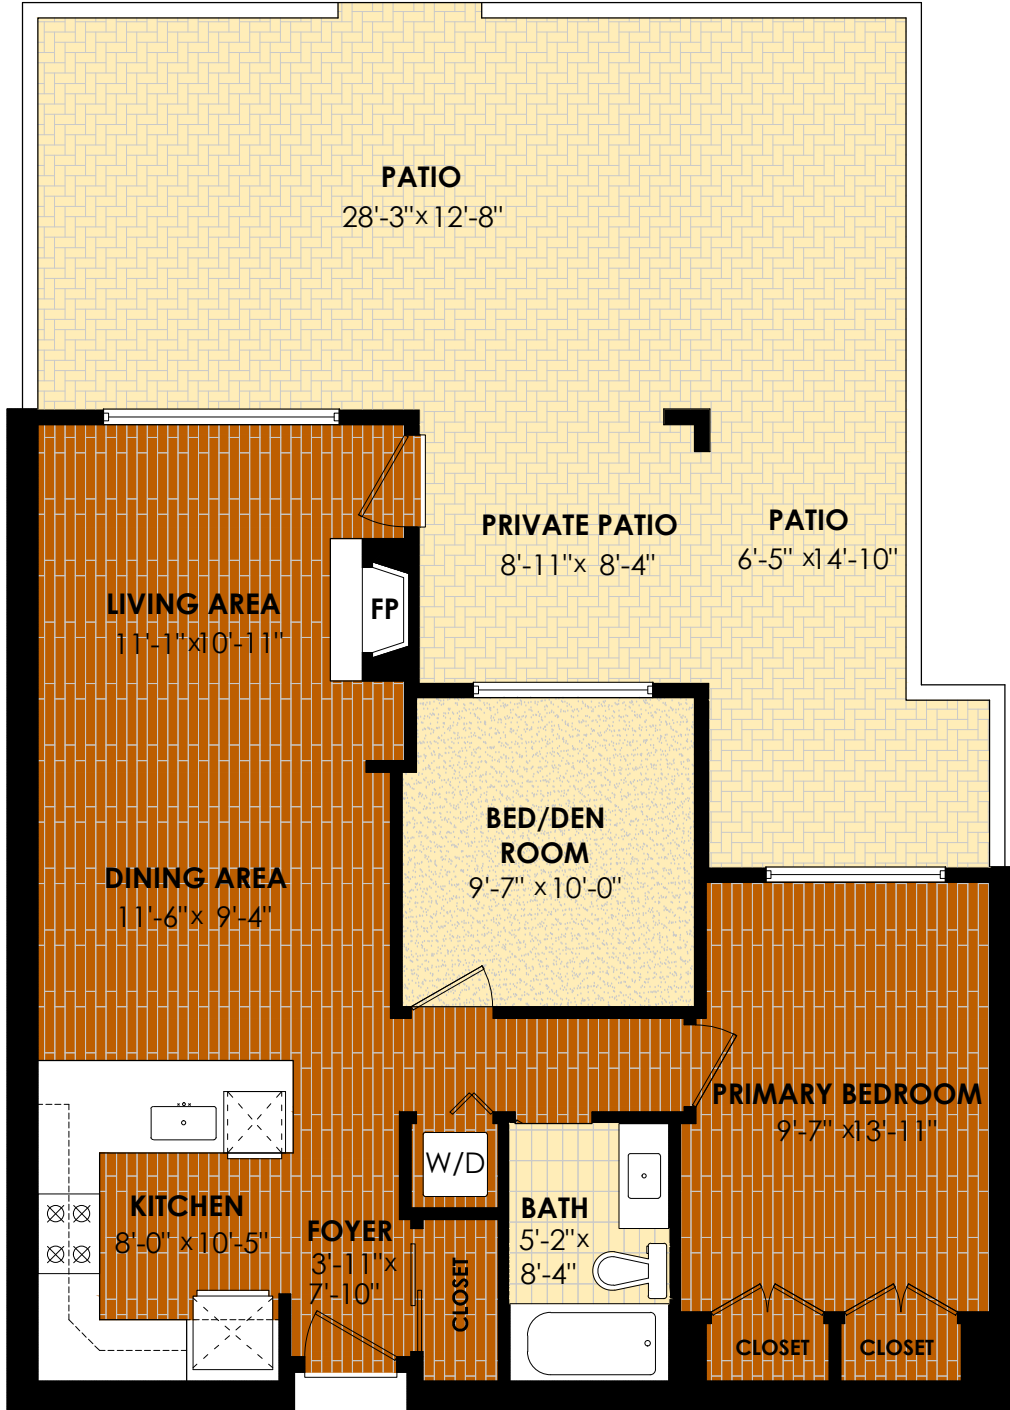 PATIO
28'-3"x 12'-8"
PRIVATE PATIO
8'-11"x 8'-4"
PATIO
6'-5" x14'-10"
LIVING AREA
11'-1"x10'-11"
FP
BED/DEN
ROOM
9'-7" x10'-0"
DINING AREA
11'-6"x 9'-4"
PRIMARY BEDROOM
9'-7" x13'-11"
W/D
KITCHEN
8'-0" x10'-5"
FOYER
3'-11"x
7'-10"
CLOSET
BATH
5'-2"x
8'-4"
CLOSET
CLOSET